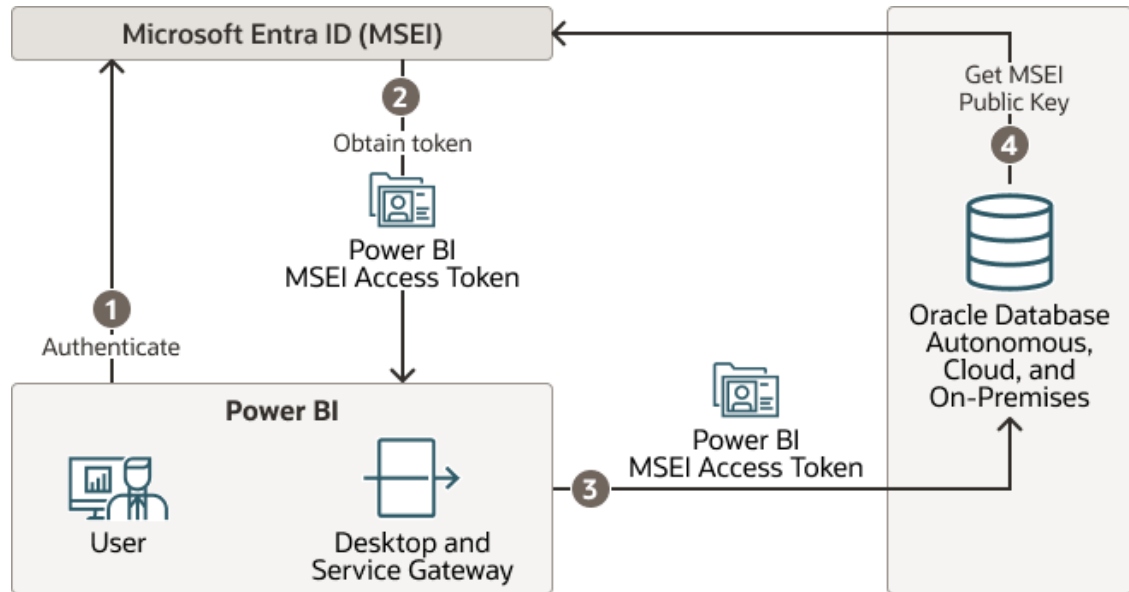 Microsoft Entra ID (MSEI)
1
Authenticate
2
Obtain token
Power BI
MSEI Access Token
Power BI
User
Desktop and
Service Gateway
3
Power BI
MSEI Access Token
Get MSEI
Public Key
4
Oracle Database
Autonomous,
Cloud, and
On-Premises